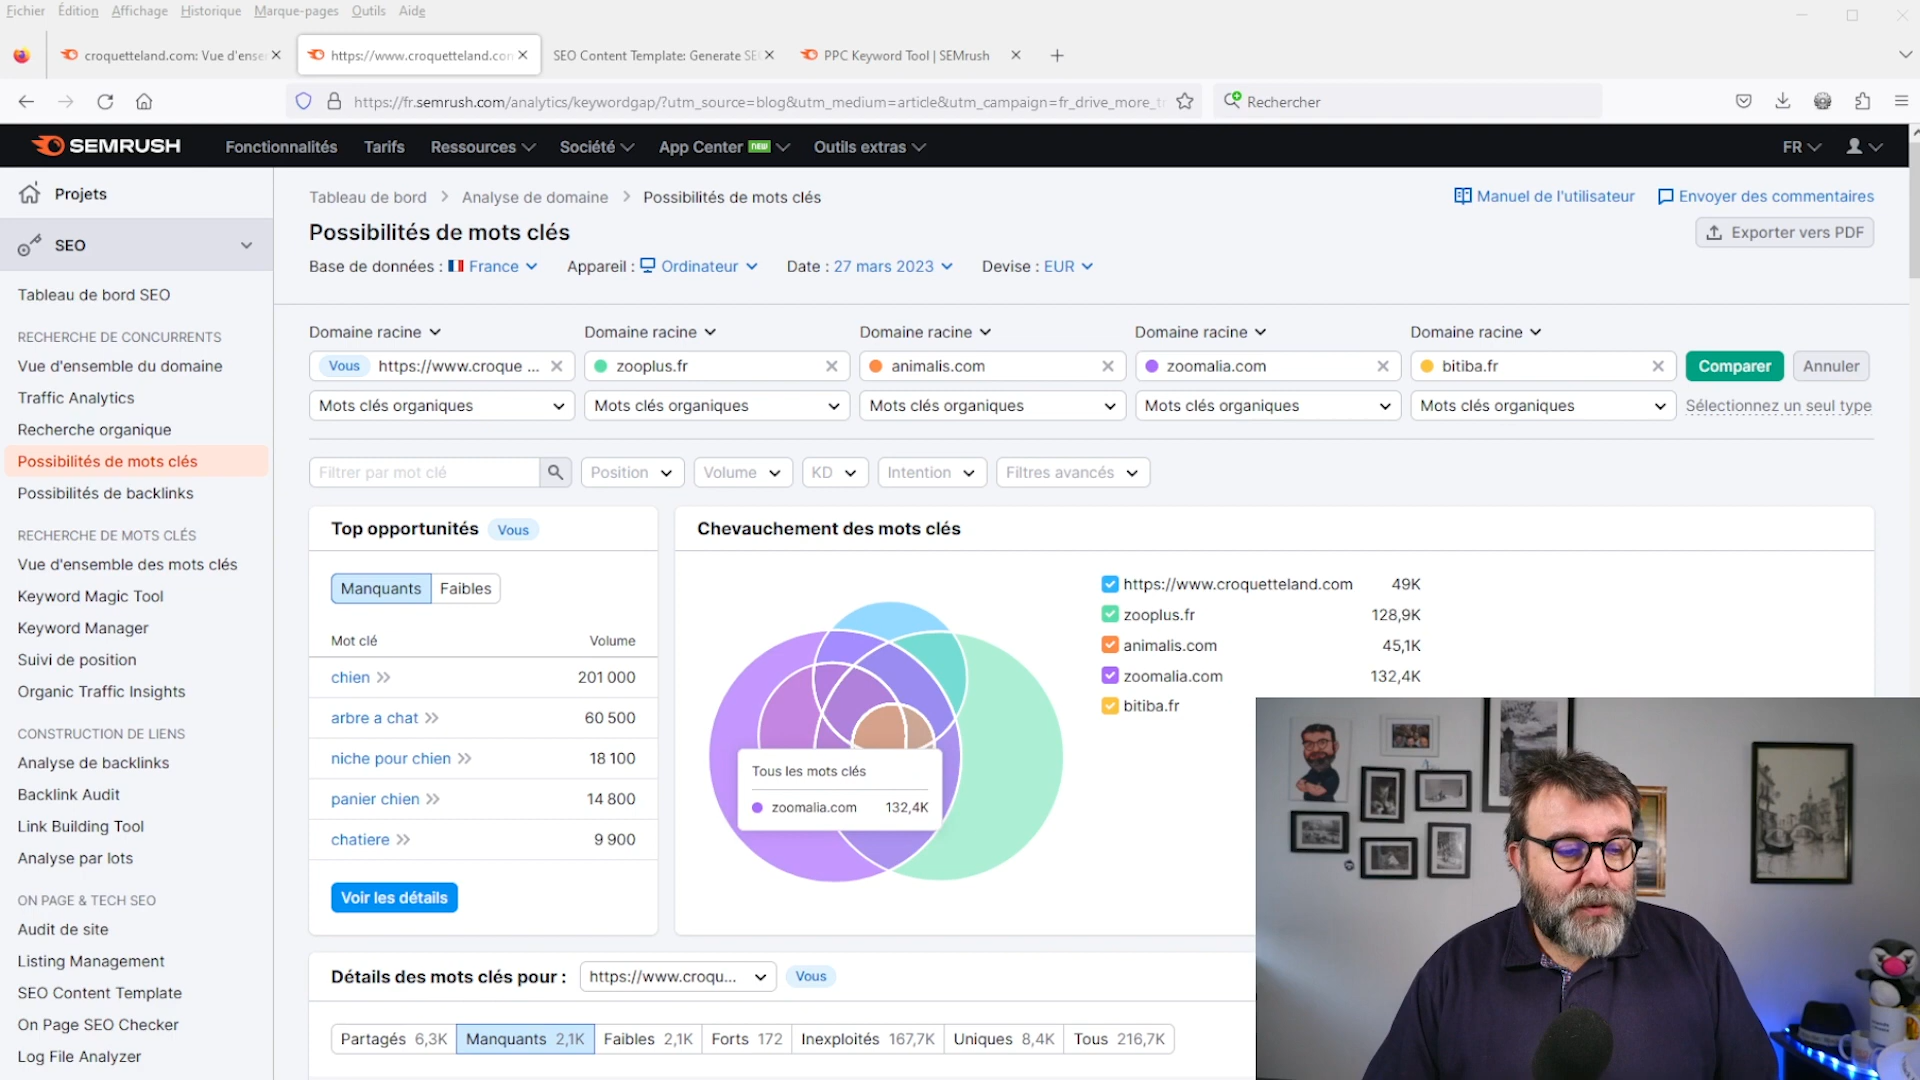 Fichier Édition Affichage Historique Marque-pages Outils Aide
croquetteland.com: Vue d'ense
https://www.croquetteland.con
SEO Content Template: Generate SE
PPC Keyword Tool | SEMrush
https://fr.semrush.com/analytics/keywordgap/?utm_source=blog&utm_medium=article&utm_campaign=fr_drive_more_tr
Rechercher
SEMRUSH
Fonctionnalités Tarifs Ressources Société App Center new Outils extras FR
Projets
SEO
Tableau de bord SEO
RECHERCHE DE CONCURRENTS
Vue d'ensemble du domaine
Traffic Analytics
Recherche organique
Possibilités de mots clés
Possibilités de backlinks
RECHERCHE DE MOTS CLÉS
Vue d'ensemble des mots clés
Keyword Magic Tool
Keyword Manager
Suivi de position
Organic Traffic Insights
CONSTRUCTION DE LIENS
Analyse de backlinks
Backlink Audit
Link Building Tool
Analyse par lots
ON PAGE & TECH SEO
Audit de site
Listing Management
SEO Content Template
On Page SEO Checker
Log File Analyzer
Tableau de bord > Analyse de domaine > Possibilités de mots clés
Manuel de l'utilisateur
Envoyer des commentaires
Possibilités de mots clés
Exporter vers PDF
Base de données : France Appareil : Ordinateur Date : 27 mars 2023 Devise : EUR
Domaine racine Domaine racine Domaine racine Domaine racine Domaine racine
Vous https://www.croque ... zooplus.fr animalis.com zoomalia.com bitiba.fr Comparer Annuler
Mots clés organiques Mots clés organiques Mots clés organiques Mots clés organiques Mots clés organiques Sélectionnez un seul type
Filtrer par mot clé Position Volume KD Intention Filtres avancés
Top opportunités Vous
Manquants Faibles
Mot clé Volume
chien 201 000
arbre a chat 60 500
niche pour chien 18 100
panier chien 14 800
chatiere 9 900
Voir les détails
Chevauchement des mots clés
https://www.croquetteland.com 49K
zooplus.fr 128,9K
animalis.com 45,1K
zoomalia.com 132,4K
bitiba.fr
Tous les mots clés
zoomalia.com 132,4K
Détails des mots clés pour : https://www.croqu... Vous
Partagés 6,3K Manquants 2,1K Faibles 2,1K Forts 172 Inexploités 167,7K Uniques 8,4K Tous 216,7K